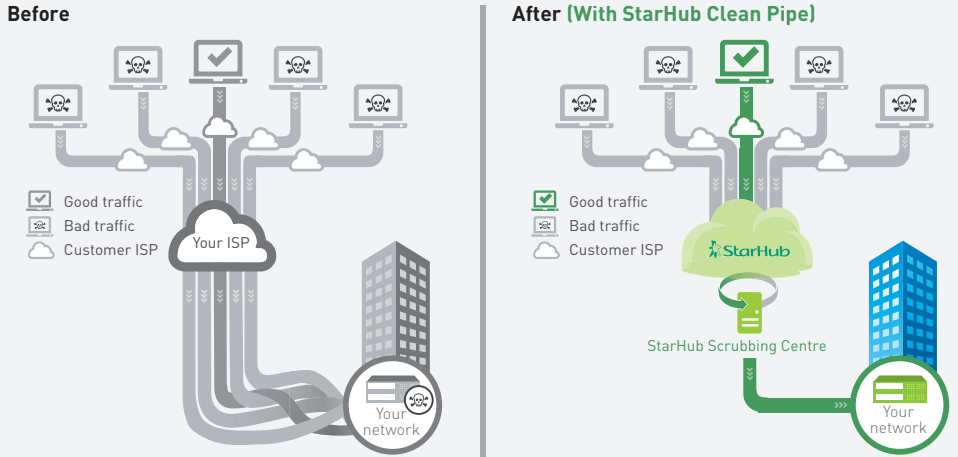 Before
Good traffic
Bad traffic
Customer ISP
Your ISP
Your
network
After (With StarHub Clean Pipe)
Good traffic
Bad traffic
Customer ISP
StarHub
StarHub Scrubbing Centre
Your
network